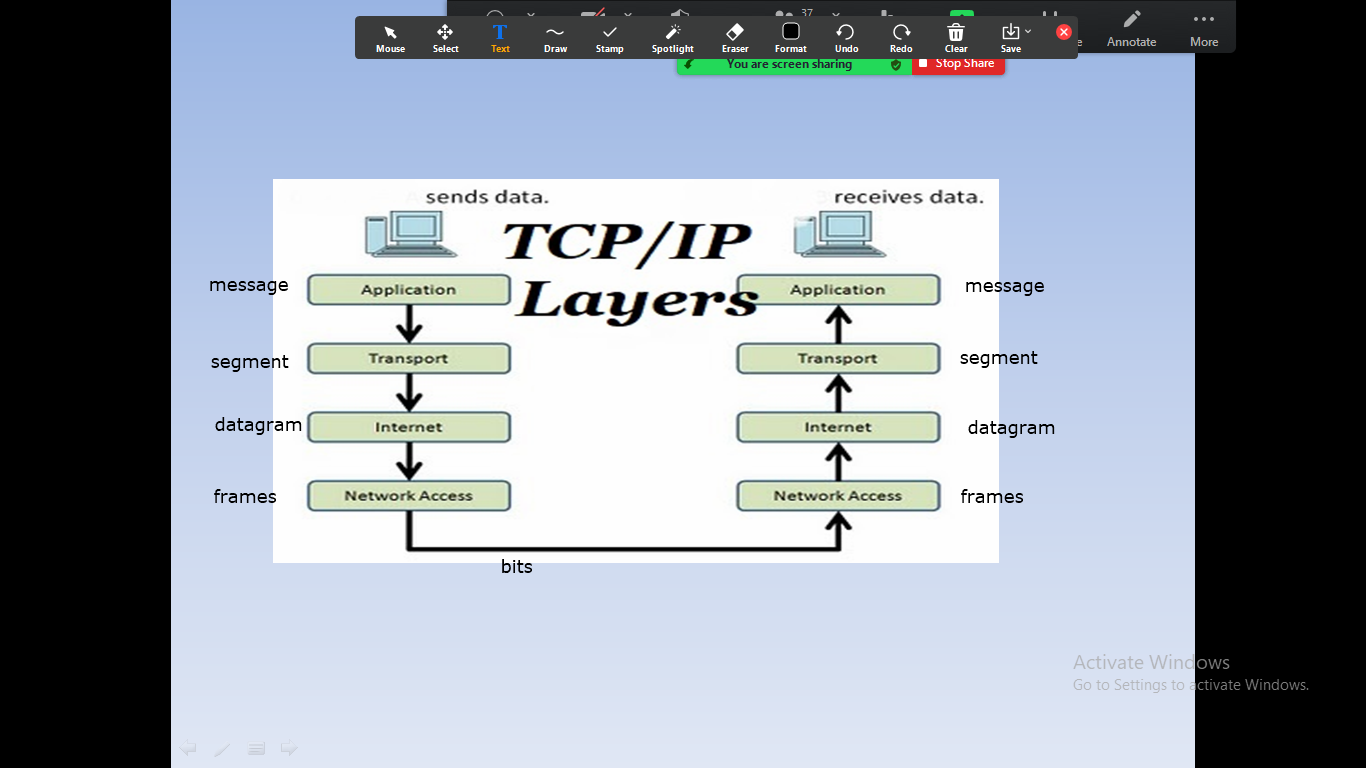 37
Mouse Select Text Draw Stamp Spotlight Eraser Format Undo Redo Clear Save
Annotate More
You are screen sharing Stop Share
sends data. receives data.
TCP/IP
Layers
message Application Application message
segment Transport Transport segment
datagram Internet Internet datagram
frames Network Access Network Access frames
bits
Activate Windows
Go to Settings to activate Windows.